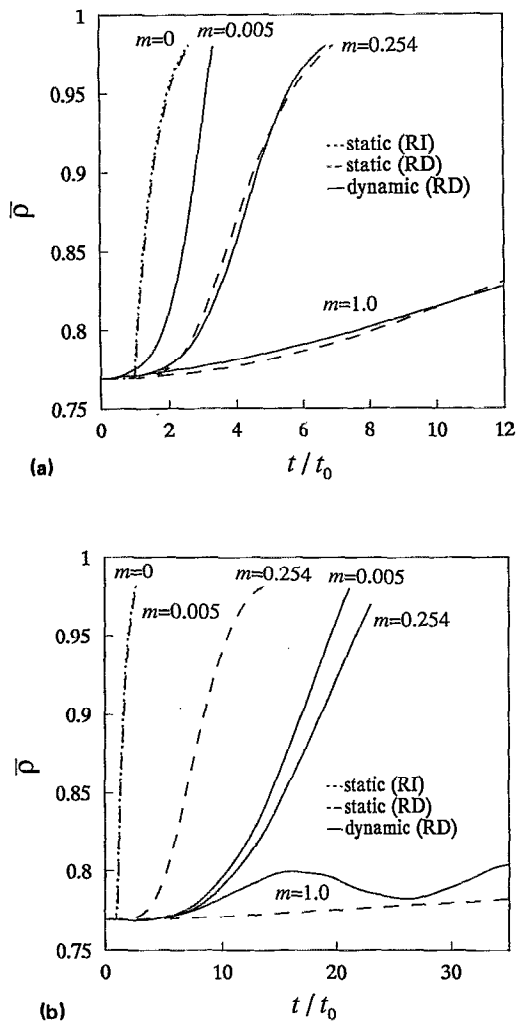 1
m=0
m=0.005
m=0.254
0.95
static (RI)
static (RD)
0.9
dynamic (RD)
ρ̅
0.85
m=1.0
0.8
0.75
0 2 4 6 8 10 12
(a)
t / t₀
1
m=0
m=0.254
m=0.005
m=0.005
m=0.254
0.95
0.9
ρ̅
0.85
static (RI)
static (RD)
dynamic (RD)
0.8
m=1.0
0.75
0 10 20 30
(b)
t / t₀